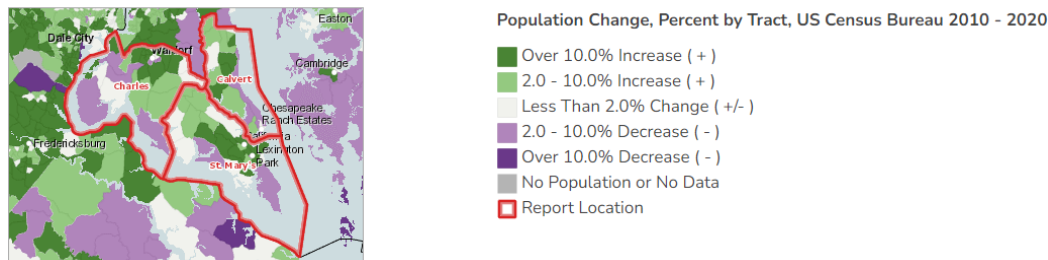 Population Change, Percent by Tract, US Census Bureau 2010 - 2020
Over 10.0% Increase ( + )
2.0 - 10.0% Increase ( + )
Less Than 2.0% Change ( +/- )
2.0 - 10.0% Decrease ( - )
Over 10.0% Decrease ( - )
No Population or No Data
Report Location
Easton
Dale City
Waldorf
Cambridge
Charles
Calvert
Chesapeake
Ranch Estates
Fredericksburg
Lexington
Park
St. Mary's